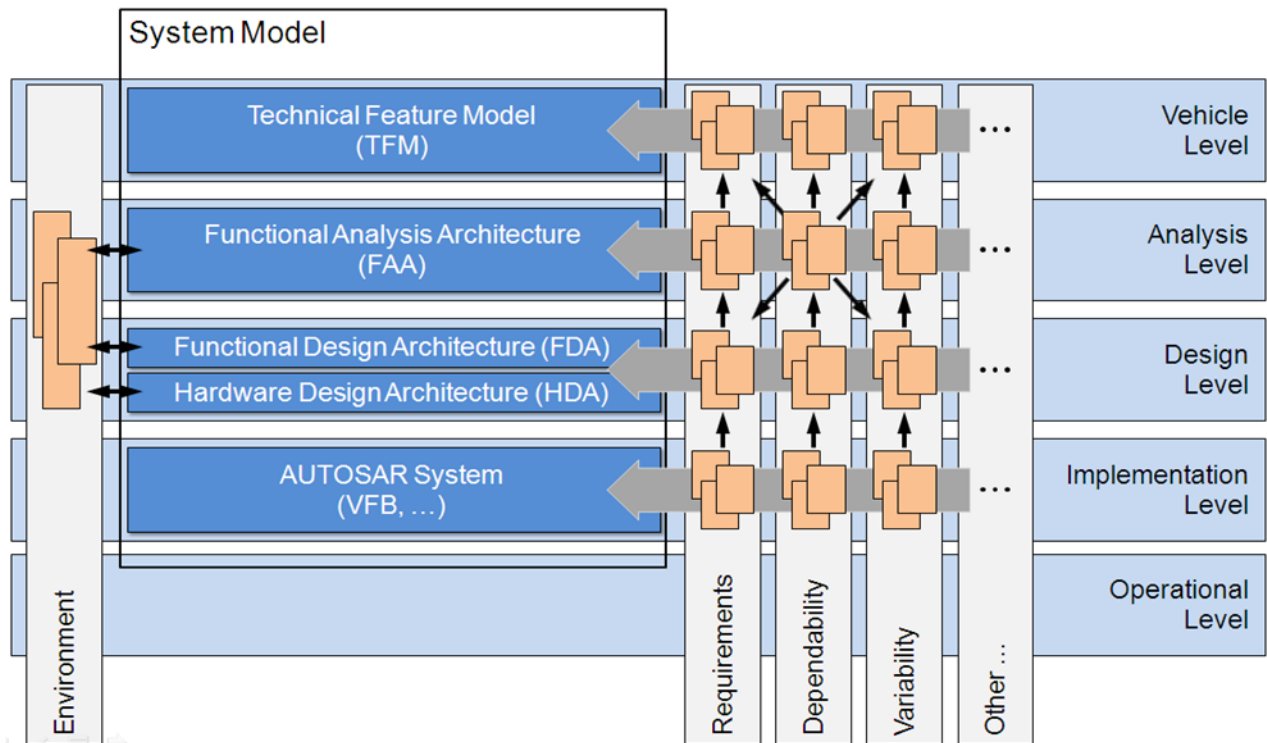 System Model
Technical Feature Model
(TFM)
Vehicle
Level
Functional Analysis Architecture
(FAA)
Analysis
Level
Functional Design Architecture (FDA)
Hardware Design Architecture (HDA)
Design
Level
AUTOSAR System
(VFB, …)
Implementation
Level
Operational
Level
Environment
Requirements
Dependability
Variability
Other ...
...
...
...
...